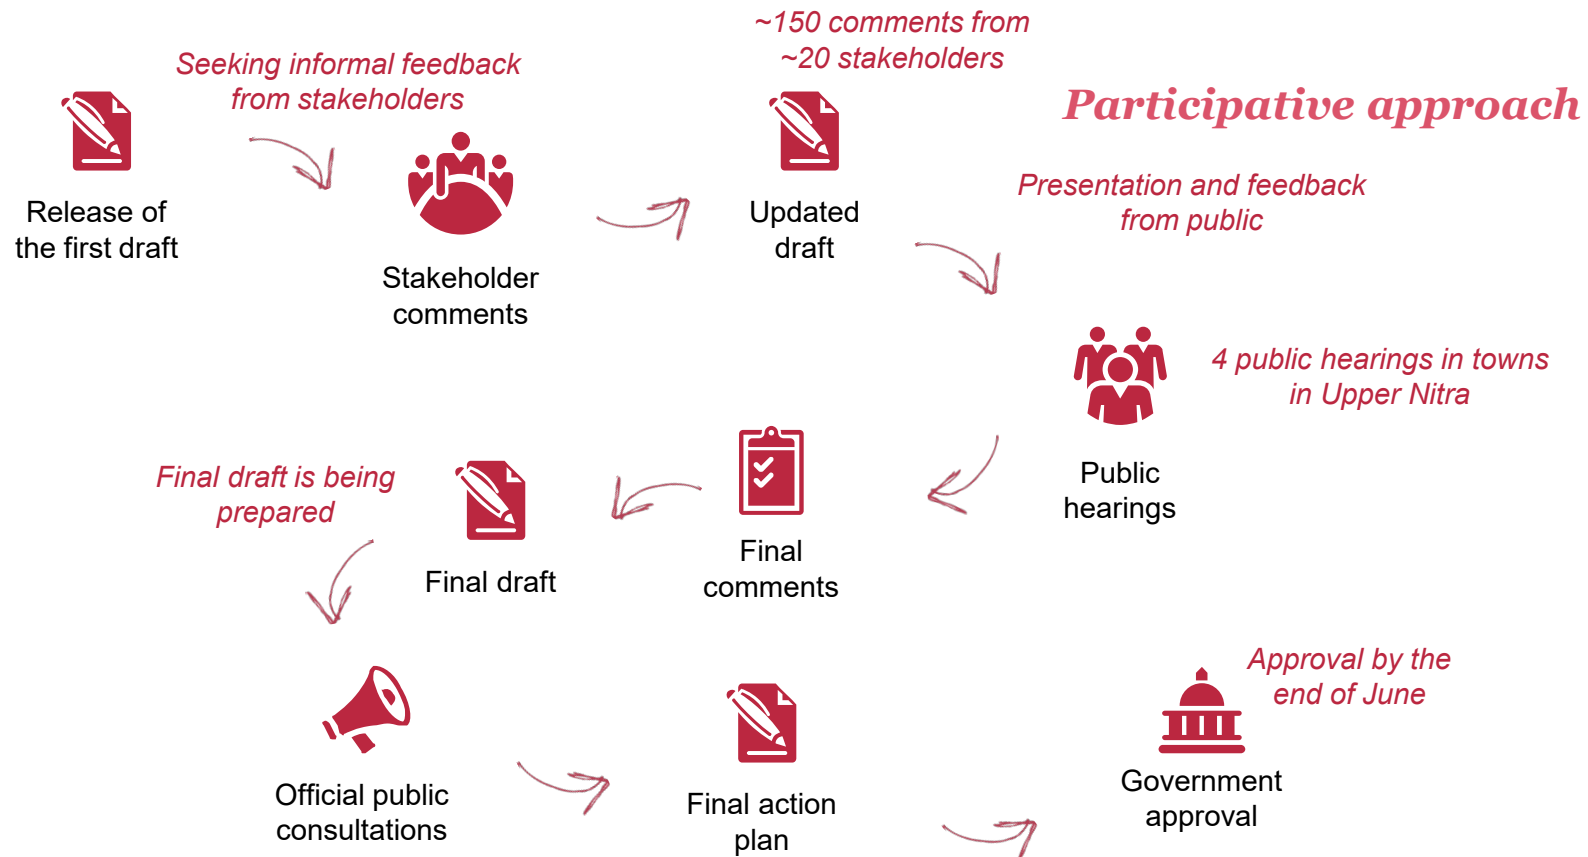 ~150 comments from
~20 stakeholders
Seeking informal feedback
from stakeholders
Participative approach
Release of
the first draft
Stakeholder
comments
Updated
draft
Presentation and feedback
from public
4 public hearings in towns
in Upper Nitra
Public
hearings
Final
comments
Final draft is being
prepared
Final draft
Official public
consultations
Final action
plan
Approval by the
end of June
Government
approval